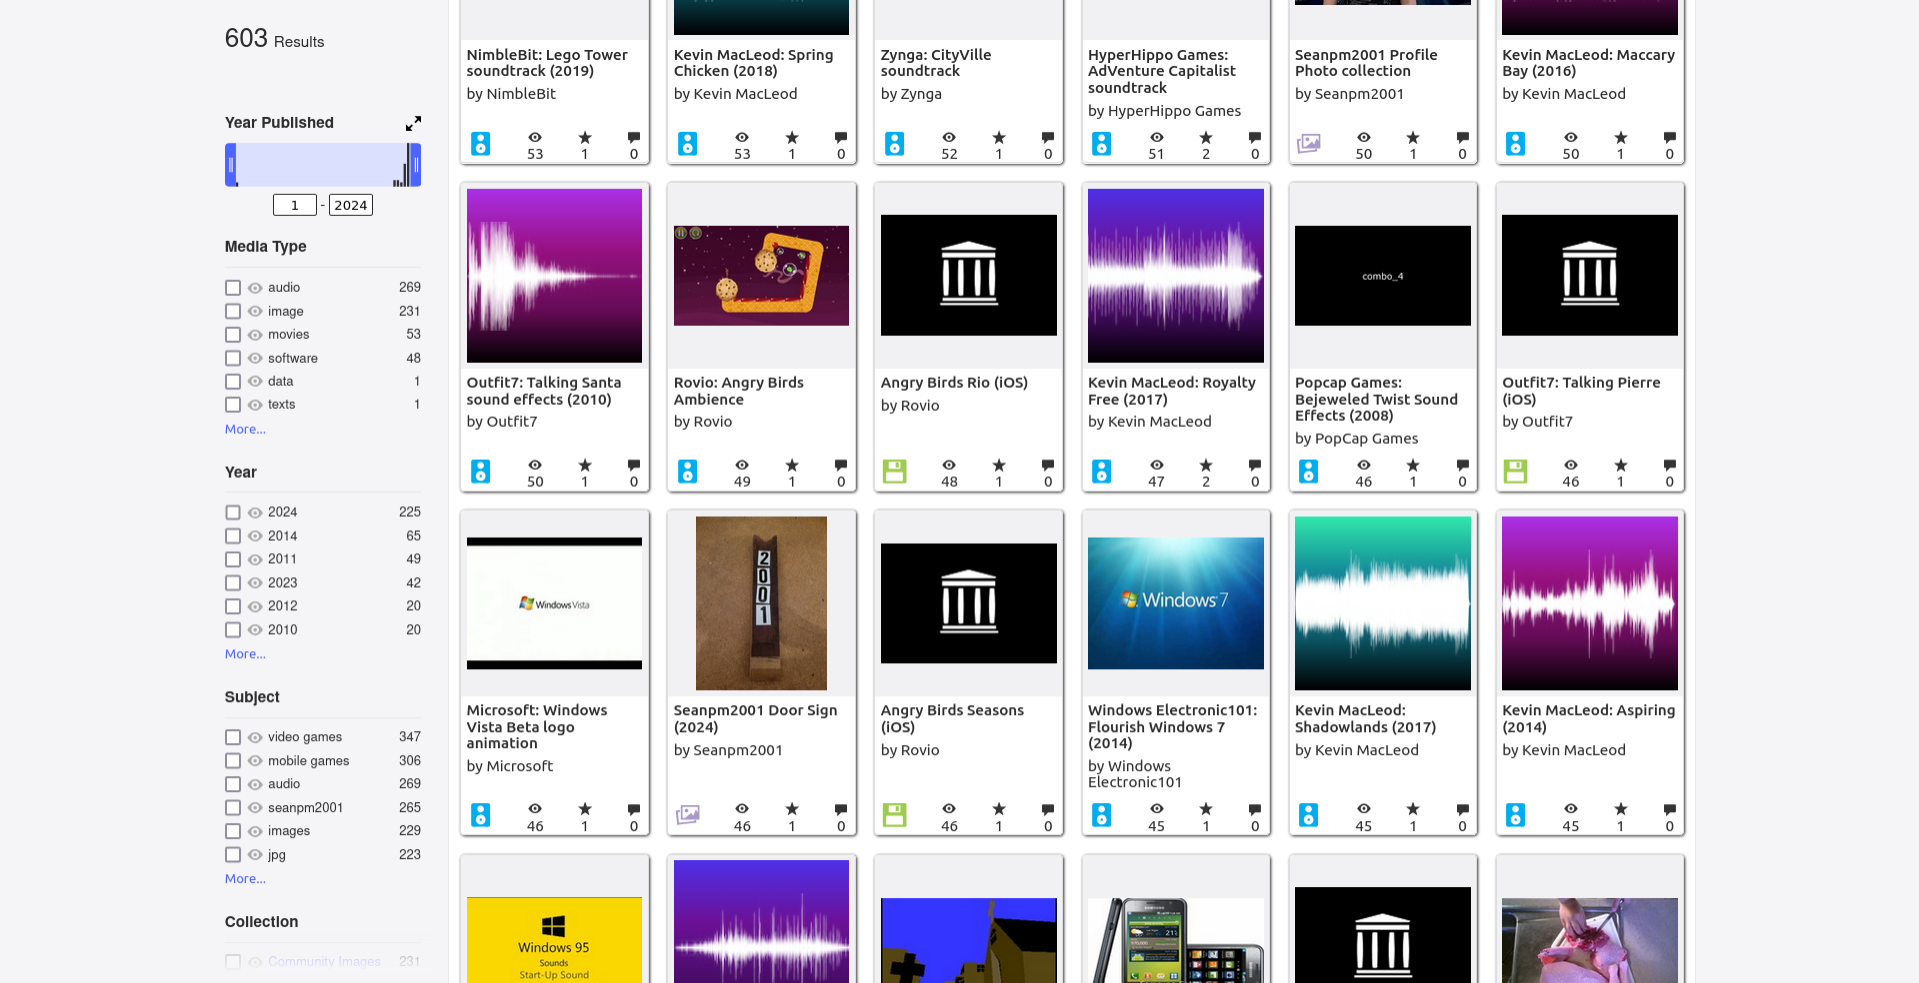 603 Results
Year Published
1 - 2024
Media Type
audio 269
image 231
movies 53
software 48
data 1
texts 1
More...
Year
2024 225
2014 65
2011 49
2023 42
2012 20
2010 20
More...
Subject
video games 347
mobile games 306
audio 269
seanpm2001 265
images 229
jpg 223
More...
Collection
Community Images 231
NimbleBit: Lego Tower
soundtrack (2019)
by NimbleBit
53 1 0
Kevin MacLeod: Spring
Chicken (2018)
by Kevin MacLeod
53 1 0
Zynga: CityVille
soundtrack
by Zynga
52 1 0
HyperHippo Games:
AdVenture Capitalist
soundtrack
by HyperHippo Games
51 2 0
Seanpm2001 Profile
Photo collection
by Seanpm2001
50 1 0
Kevin MacLeod: Maccary
Bay (2016)
by Kevin MacLeod
50 1 0
Outfit7: Talking Santa
sound effects (2010)
by Outfit7
50 1 0
Rovio: Angry Birds
Ambience
by Rovio
49 1 0
Angry Birds Rio (iOS)
by Rovio
48 1 0
Kevin MacLeod: Royalty
Free (2017)
by Kevin MacLeod
47 2 0
combo_4
Popcap Games:
Bejeweled Twist Sound
Effects (2008)
by PopCap Games
46 1 0
Outfit7: Talking Pierre
(iOS)
by Outfit7
46 1 0
Windows Vista
Microsoft: Windows
Vista Beta logo
animation
by Microsoft
46 1 0
2001
Seanpm2001 Door Sign
(2024)
by Seanpm2001
46 1 0
Angry Birds Seasons
(iOS)
by Rovio
46 1 0
Windows 7
Windows Electronic101:
Flourish Windows 7
(2014)
by Windows
Electronic101
45 1 0
Kevin MacLeod:
Shadowlands (2017)
by Kevin MacLeod
45 1 0
Kevin MacLeod: Aspiring
(2014)
by Kevin MacLeod
45 1 0
Windows 95
Sounds
Start-Up Sound